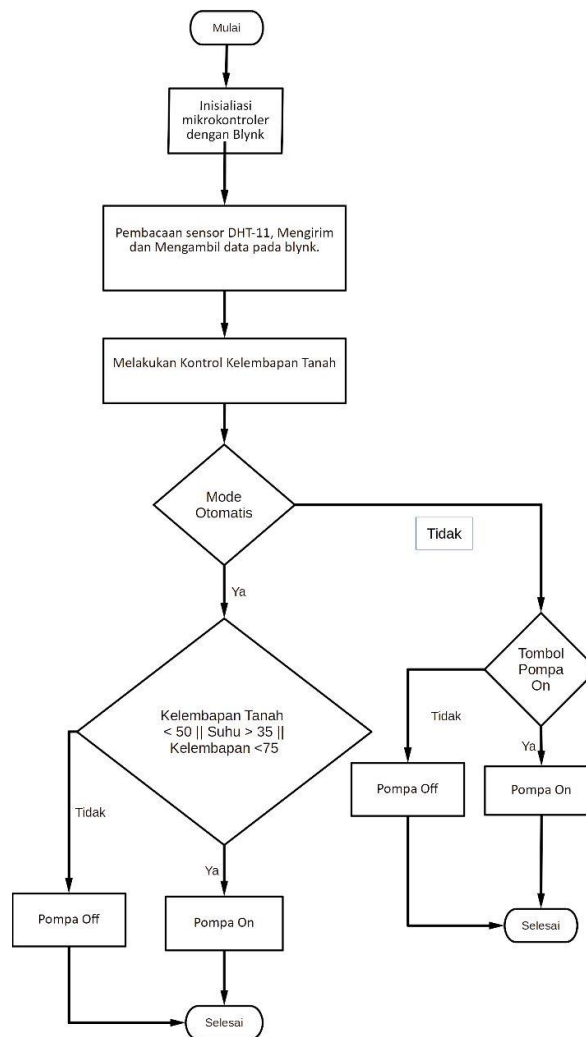 Mulai
Inisialiasi
mikrokontroler
dengan Blynk
Pembacaan sensor DHT-11, Mengirim
dan Mengambil data pada blynk.
Melakukan Kontrol Kelembapan Tanah
Mode
Otomatis
Tidak
Ya
Tombol
Pompa
On
Kelembapan Tanah
< 50 || Suhu > 35 ||
Kelembapan <75
Tidak
Ya
Pompa Off
Pompa On
Tidak
Ya
Pompa Off
Pompa On
Selesai
Selesai